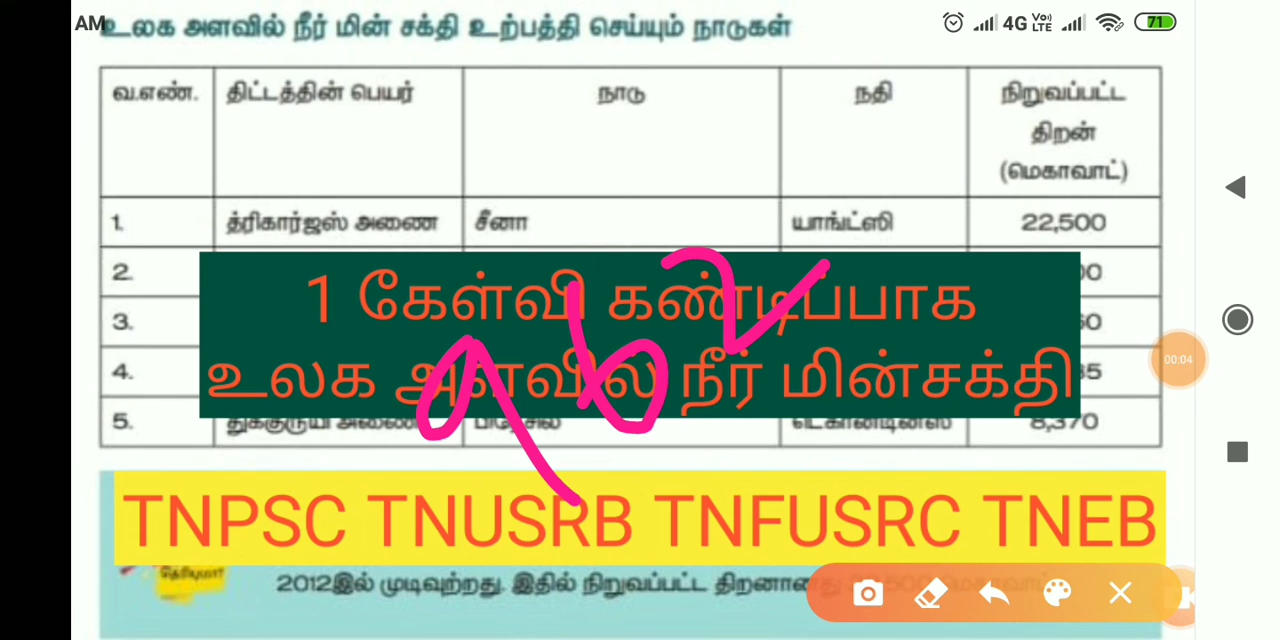 AM 4G Vo) LTE 71
உலக அளவில் நீர் மின் சக்தி உற்பத்தி செய்யும் நாடுகள்
வ.எண். திட்டத்தின் பெயர் நாடு நதி நிறுவப்பட்ட திறன் (மெகாவாட்)
1. த்ரிகார்ஜஸ் அணை சீனா யாங்ட்ஸி 22,500
2.
3.
4.
5. 8,370
1 கேள்வி கண்டிப்பாக
உலக அளவில் நீர் மின்சக்தி
00:04
TNPSC TNUSRB TNFUSRC TNEB
தெரியுமா
2012இல் முடிவுற்றது. இதில் நிறுவப்பட்ட